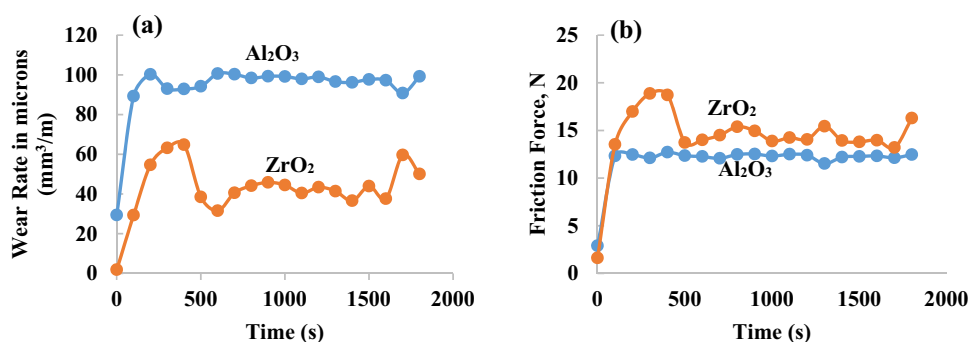 (a)
Wear Rate in microns
(mm³/m)
120
100
80
60
40
20
0
Al₂O₃
ZrO₂
0 500 1000 1500 2000
Time (s)
(b)
Friction Force, N
25
20
15
10
5
0
ZrO₂
Al₂O₃
0 500 1000 1500 2000
Time (s)